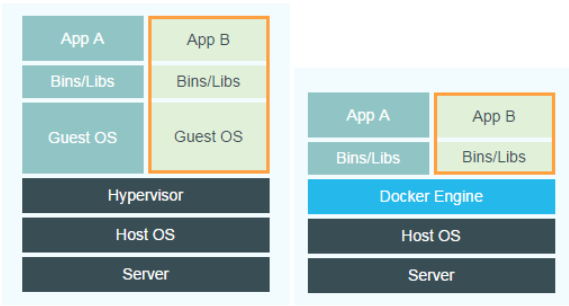 App A App B
Bins/Libs Bins/Libs
Guest OS Guest OS
Hypervisor
Host OS
Server
App A App B
Bins/Libs Bins/Libs
Docker Engine
Host OS
Server